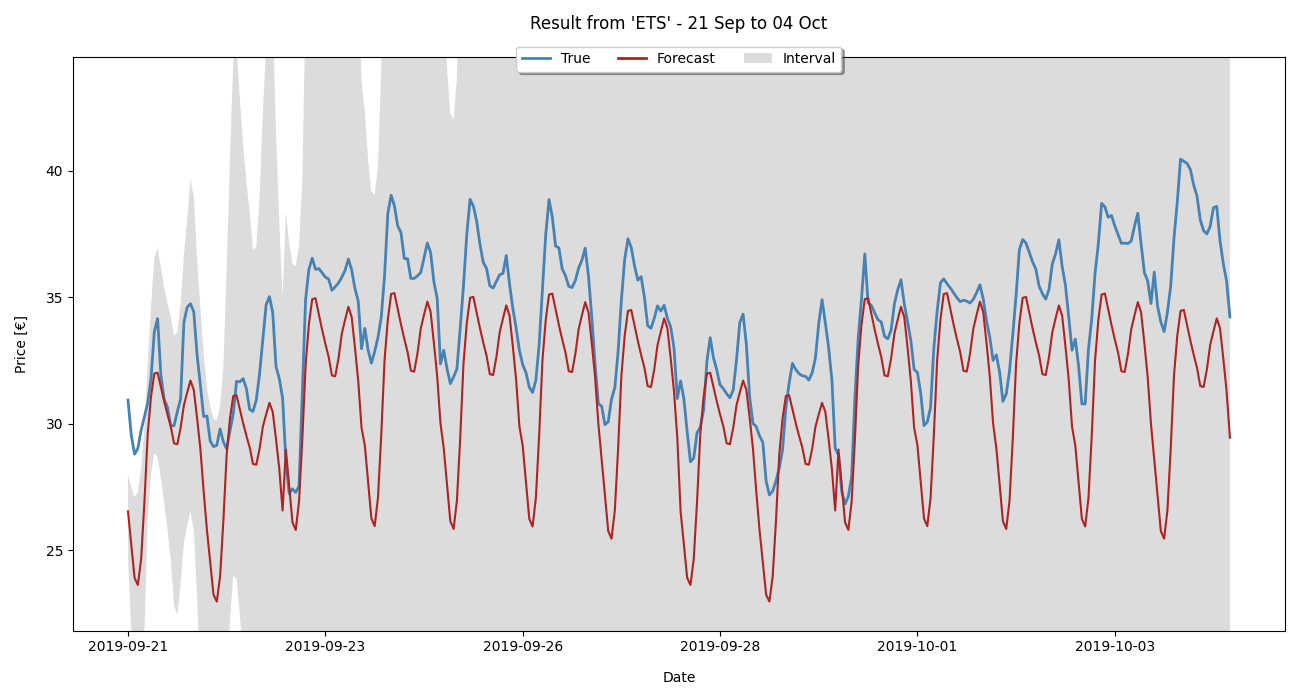 Result from 'ETS' - 21 Sep to 04 Oct
True Forecast Interval
Price [€]
40
35
30
25
2019-09-21 2019-09-23 2019-09-26 2019-09-28 2019-10-01 2019-10-03
Date